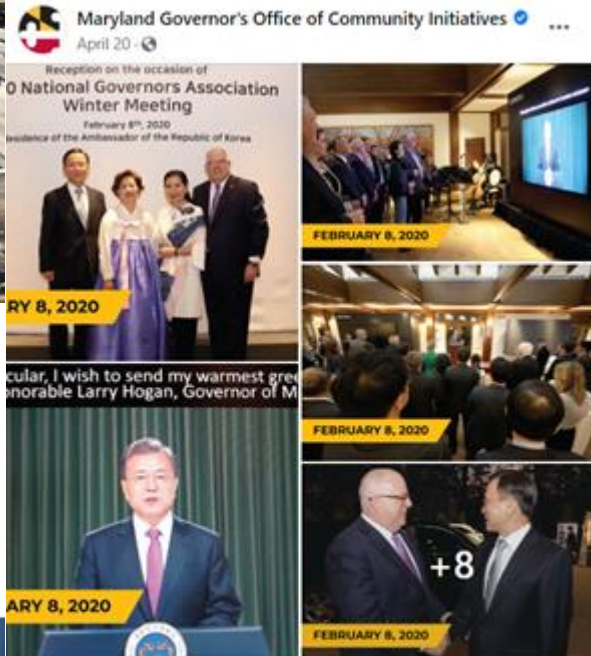 Maryland Governor's Office of Community Initiatives
April 20 ·
Reception on the occasion of
0 National Governors Association
Winter Meeting
February 8th, 2020
esidence of the Ambassador of the Republic of Korea
RY 8, 2020
FEBRUARY 8, 2020
FEBRUARY 8, 2020
cular, I wish to send my warmest gree
onorable Larry Hogan, Governor of M
ARY 8, 2020
+8
FEBRUARY 8, 2020